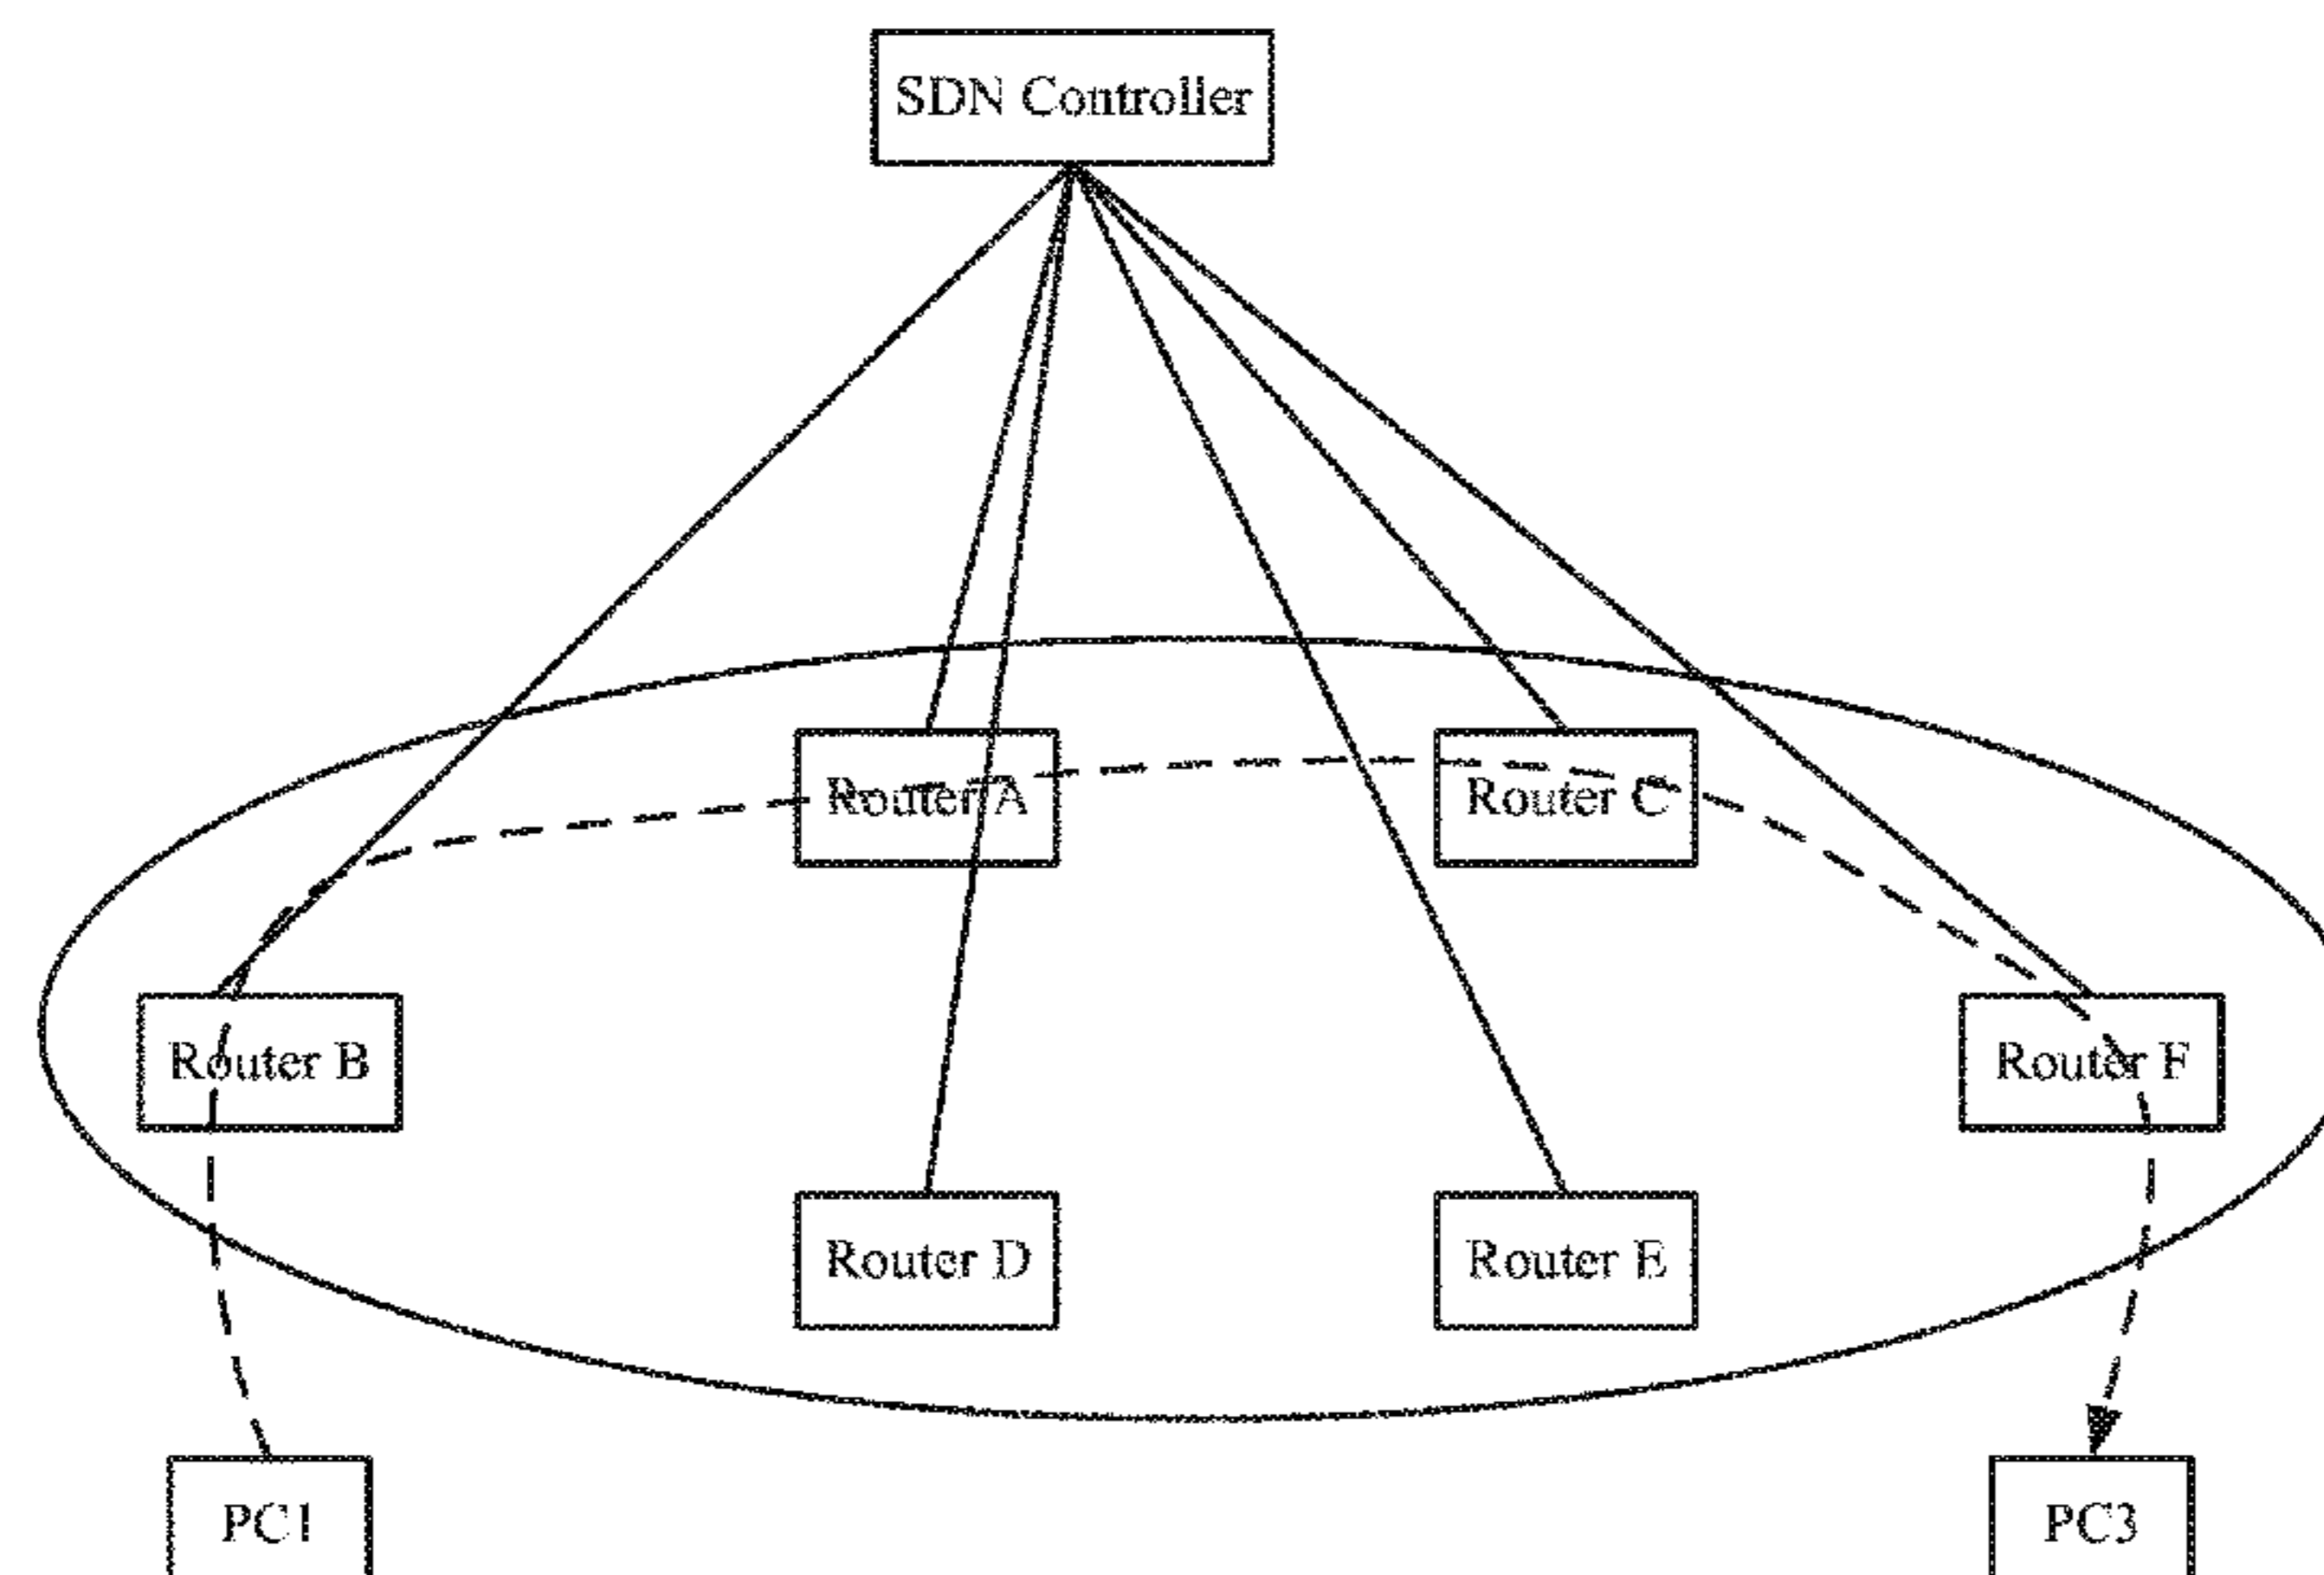 SDN Controller
Router A
Router C
Router B
Router F
Router D
Router E
PC1
PC3